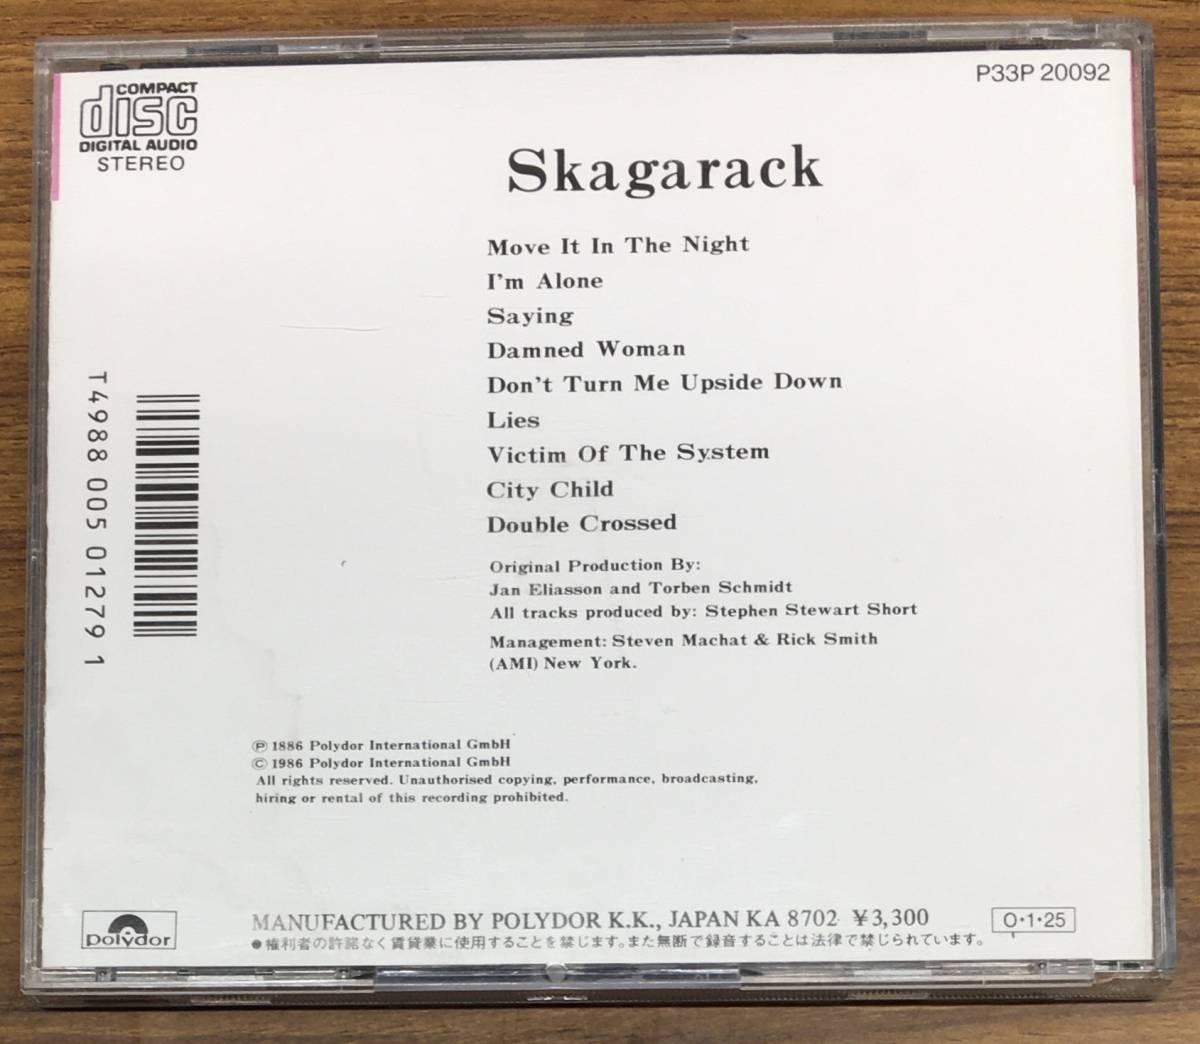 COMPACT
disc
DIGITAL AUDIO
STEREO
P33P 20092
Skagarack
Move It In The Night
I'm Alone
Saying
Damned Woman
Don't Turn Me Upside Down
Lies
Victim Of The System
City Child
Double Crossed
Original Production By:
Jan Eliasson and Torben Schmidt
All tracks produced by: Stephen Stewart Short
Management: Steven Machat & Rick Smith
(AMI) New York.
T4988 005 01279 1
Ⓟ 1886 Polydor International GmbH
Ⓒ 1986 Polydor International GmbH
All rights reserved. Unauthorised copying, performance, broadcasting,
hiring or rental of this recording prohibited.
polydor
MANUFACTURED BY POLYDOR K.K., JAPAN KA 8702 ¥3,300
O・1・25
●権利者の許諾なく賃貸業に使用することを禁じます。また無断で録音することは法律で禁じられています。